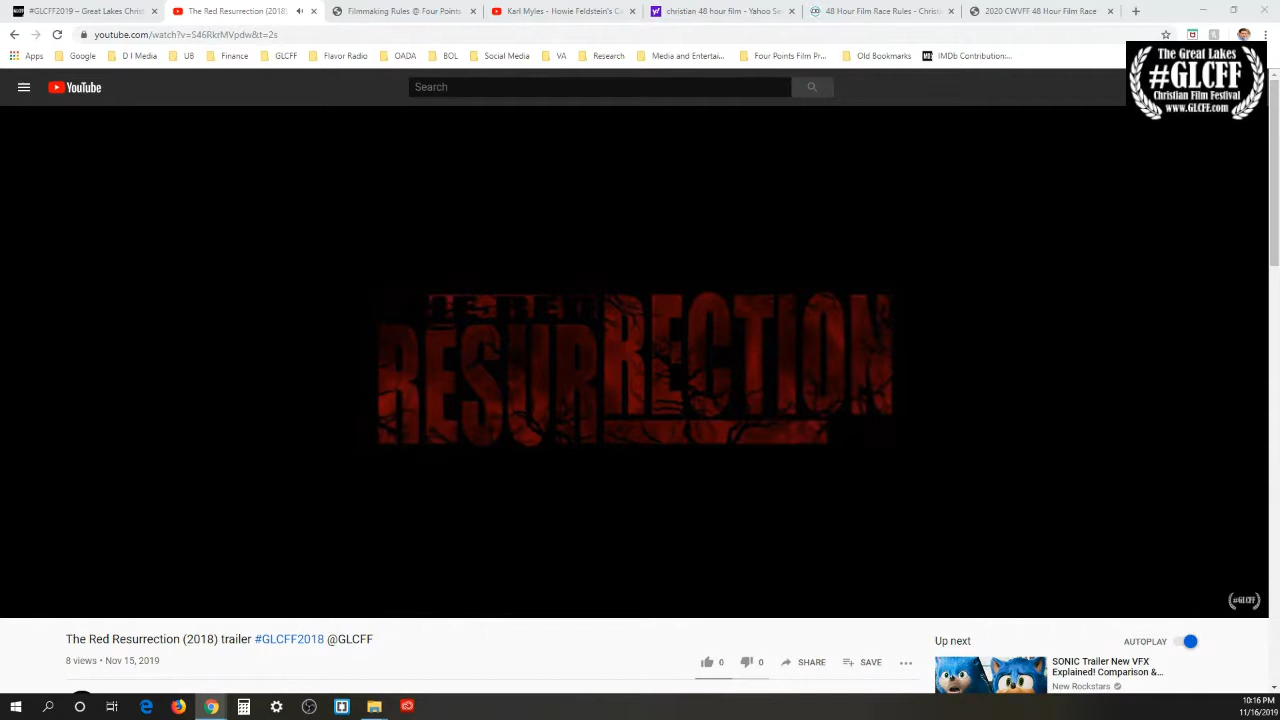 #GLCFF2019 – Great Lakes Christ
The Red Resurrection (2018)
Filmmaking Rules @ Four Points
Karl Myles - Howie Feldstein's C
christian 48 hour film - Yahoo Se
48 Hour Film Race Rules - Christ
2020 CWVFF 48 Hour Film Race
youtube.com/watch?v=S46RkrMVpdw&t=2s
Apps
Google
D I Media
UB
Finance
GLCFF
Flavor Radio
OADA
BOL
Social Media
VA
Research
Media and Entertai...
Four Points Film Pr...
Old Bookmarks
IMDb Contribution:...
YouTube
Search
The Great Lakes
#GLCFF
Christian Film Festival
www.GLCFF.com
RESURRECTION
#GLCFF
The Red Resurrection (2018) trailer #GLCFF2018 @GLCFF
8 views • Nov 15, 2019
0
0
SHARE
SAVE
Up next
AUTOPLAY
SONIC Trailer New VFX
Explained! Comparison &...
New Rockstars
10:16 PM
11/16/2019